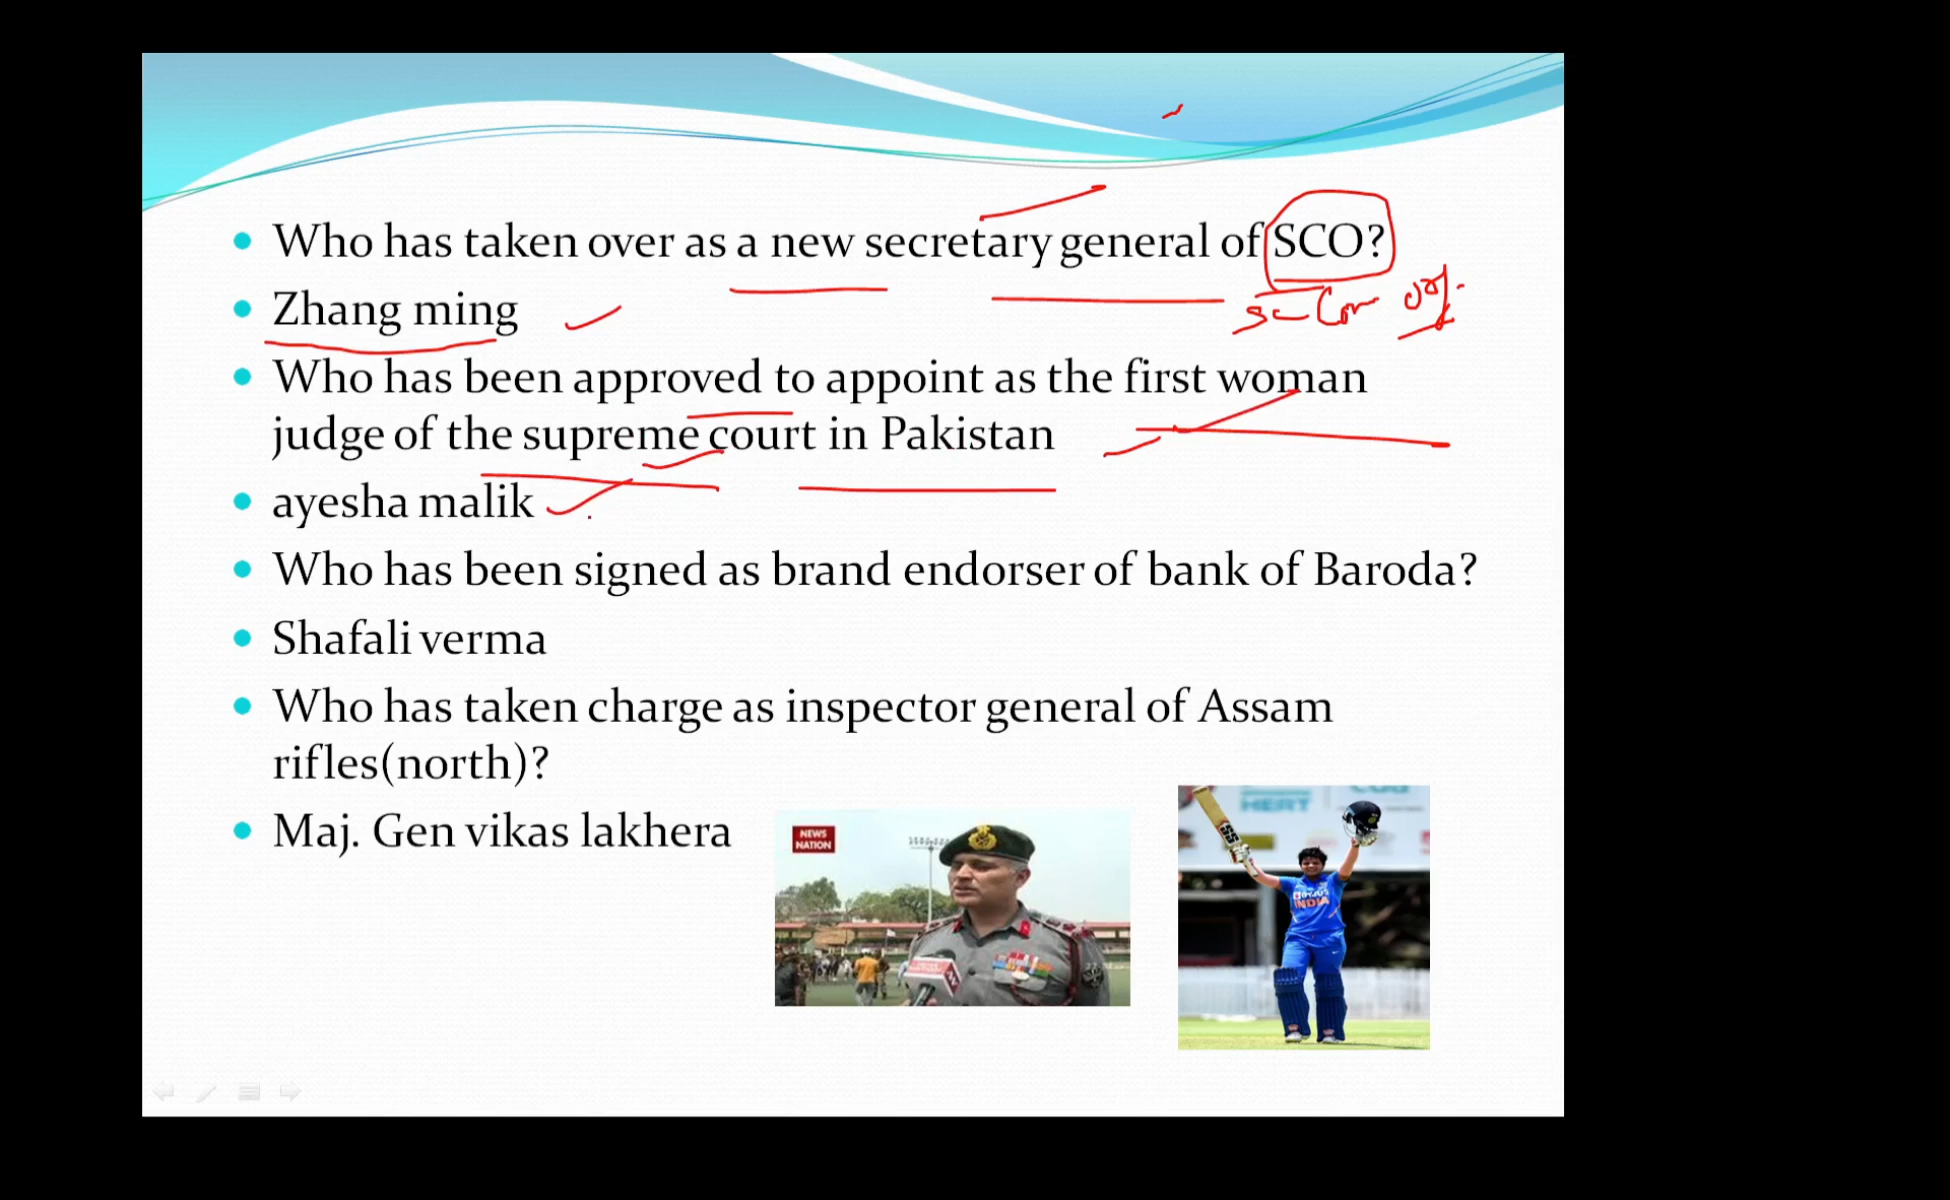 Who has taken over as a new secretary general of SCO?
Zhang ming
Who has been approved to appoint as the first woman
judge of the supreme court in Pakistan
ayesha malik
Who has been signed as brand endorser of bank of Baroda?
Shafali verma
Who has taken charge as inspector general of Assam
rifles(north)?
Maj. Gen vikas lakhera
NEWS
NATION
INDIA